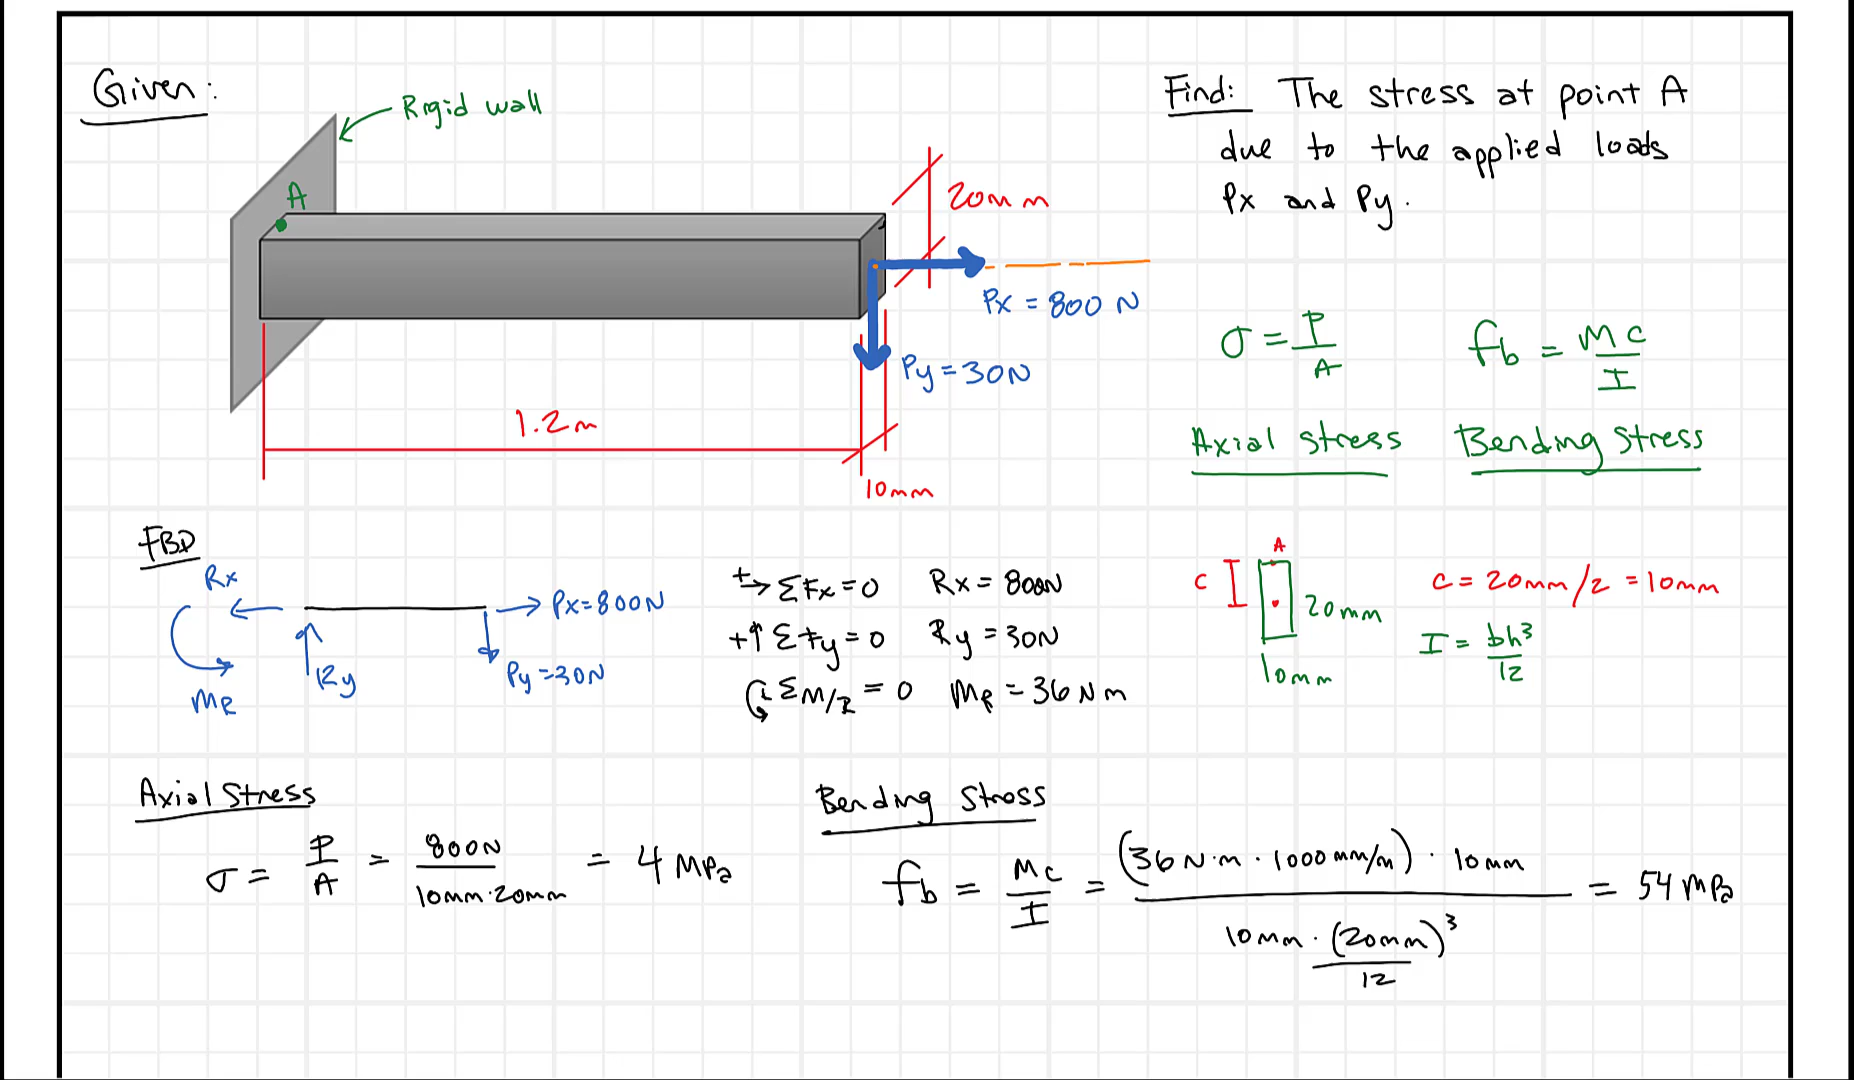 Given:
Rigid wall
A
20mm
Px = 800 N
Py = 30N
1.2m
10mm
Find: The stress at point A
due to the applied loads
Px and Py.
σ = P/A
fb = Mc/I
Axial stress
Bending Stress
FBD
Rx
Px=800N
Ry
Py=30N
MR
+→ ΣFx=0 Rx = 800N
+↑ ΣFy=0 Ry = 30N
ΣM/R = 0 MR = 36 N m
A
c
20mm
10mm
c = 20mm/2 = 10mm
I = bh³/12
Axial Stress
σ = P/A = 800N/10mm·20mm = 4 MPa
Bending Stress
fb = Mc/I = (36 N·m · 1000 mm/m) · 10mm / 10mm · (20mm)³/12 = 54 MPa